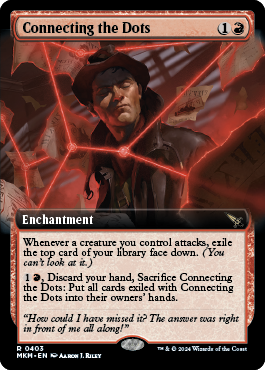 Connecting the Dots 1
Enchantment
Whenever a creature you control attacks, exile
the top card of your library face down. (You
can't look at it.)
1 , Discard your hand, Sacrifice Connecting
the Dots: Put all cards exiled with Connecting
the Dots into their owners' hands.
"How could I have missed it? The answer was right
in front of me all along!"
R 0403
MKM • EN AARON J. RILEY
™ & © 2024 Wizards of the Coast